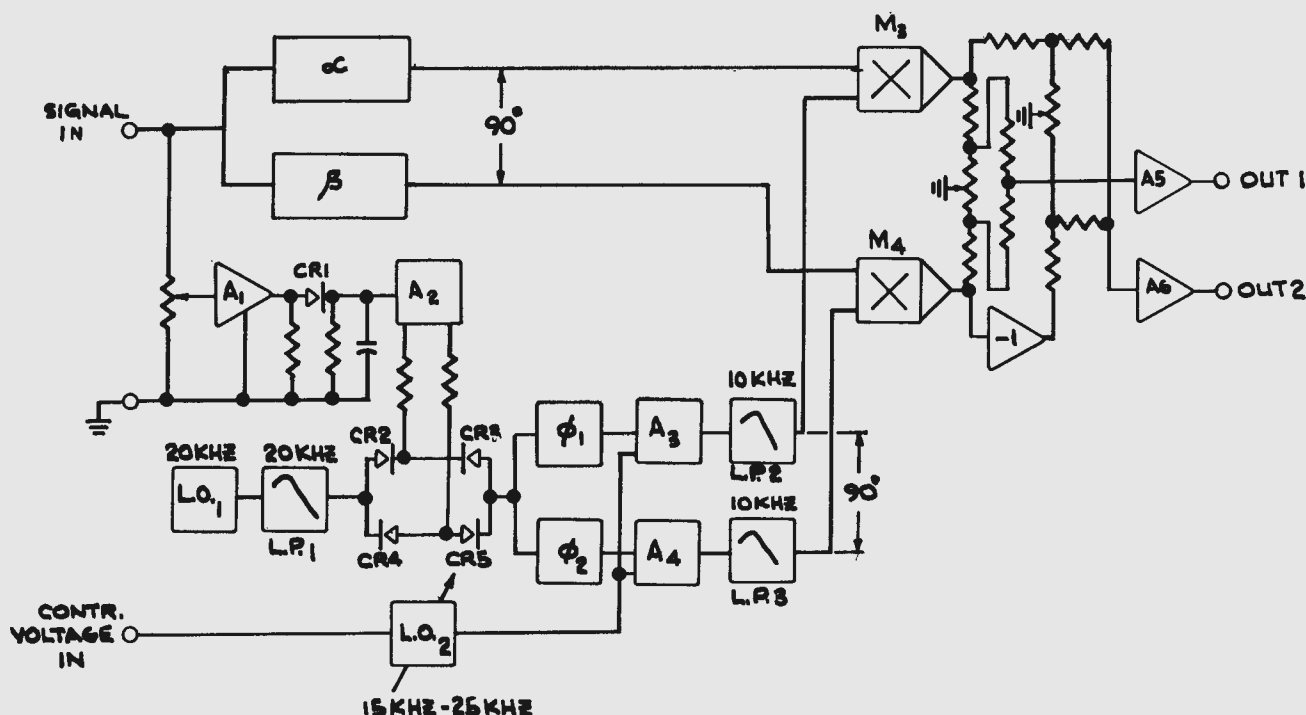 M3
α
SIGNAL
IN
90°
β
A5
OUT 1
M4
CR1
A1
A2
A6
OUT2
-1
10KHZ
CR2
CR3
φ1
A3
20KHZ
20KHZ
L.O.1
L.P.2
90°
L.P.1
10KHZ
CR4
CR5
φ2
A4
L.P.3
CONTR.
VOLTAGE
IN
L.O.2
15KHZ-25KHZ